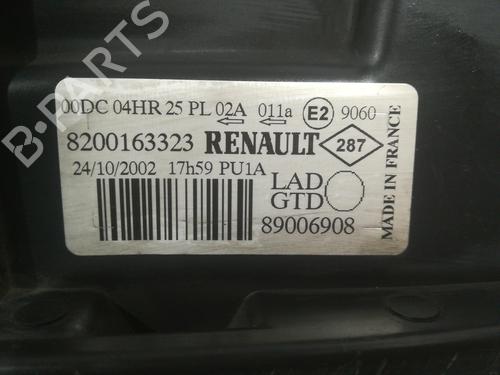 00DC 04HR 25 PL 02A 011a E2 9060
8200163323 RENAULT 287
24/10/2002 17h59 PU1A
LAD
GTD
89006908
MADE IN FRANCE
B-PARTS